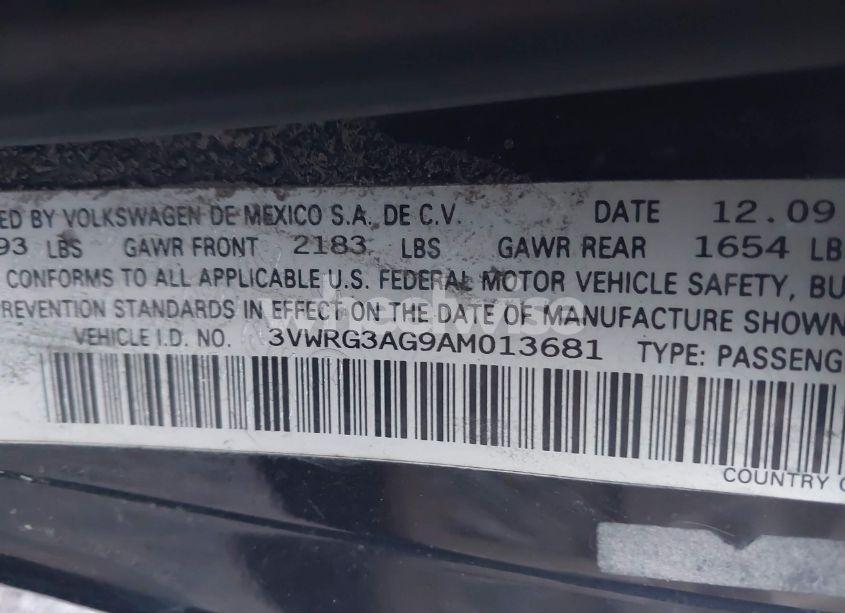 ED BY VOLKSWAGEN DE MEXICO S.A. DE C.V. DATE 12.09
93 LBS GAWR FRONT 2183 LBS GAWR REAR 1654 LB
CONFORMS TO ALL APPLICABLE U.S. FEDERAL MOTOR VEHICLE SAFETY, BU
PREVENTION STANDARDS IN EFFECT ON THE DATE OF MANUFACTURE SHOWN
VEHICLE I.D. NO. 3VWRG3AG9AM013681 TYPE: PASSENG
COUNTRY O
wheelwise